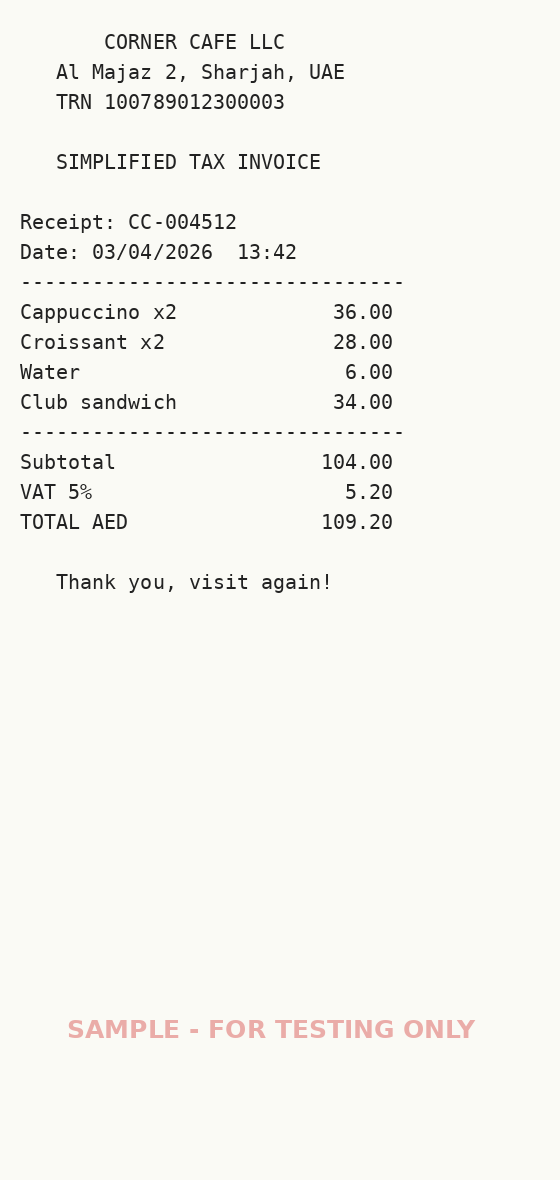 CORNER CAFE LLC
Al Majaz 2, Sharjah, UAE
TRN 100789012300003
SIMPLIFIED TAX INVOICE
Receipt: CC-004512
Date: 03/04/2026  13:42
--------------------------------
Cappuccino x2 36.00
Croissant x2 28.00
Water 6.00
Club sandwich 34.00
--------------------------------
Subtotal 104.00
VAT 5% 5.20
TOTAL AED 109.20
Thank you, visit again!
SAMPLE - FOR TESTING ONLY